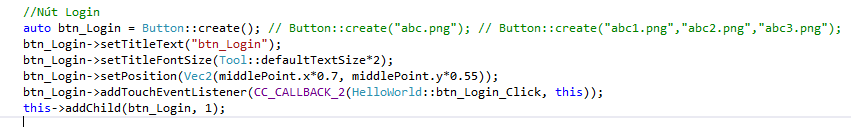 //Nút Login
auto btn_Login = Button::create(); // Button::create("abc.png"); // Button::create("abc1.png","abc2.png","abc3.png");
btn_Login->setTitleText("btn_Login");
btn_Login->setTitleFontSize(Tool::defaultTextSize*2);
btn_Login->setPosition(Vec2(middlePoint.x*0.7, middlePoint.y*0.55));
btn_Login->addTouchEventListener(CC_CALLBACK_2(HelloWorld::btn_Login_Click, this));
this->addChild(btn_Login, 1);